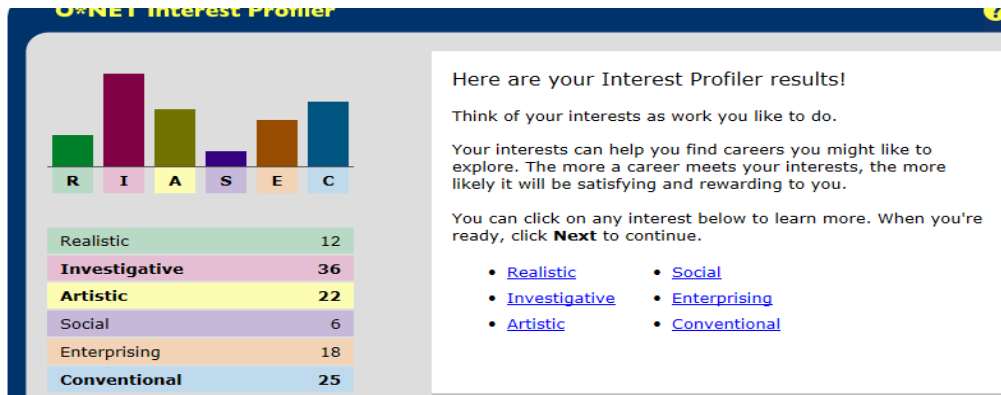 O*NET Interest Profiler
?
Here are your Interest Profiler results!
Think of your interests as work you like to do.
Your interests can help you find careers you might like to
explore. The more a career meets your interests, the more
likely it will be satisfying and rewarding to you.
You can click on any interest below to learn more. When you're
ready, click Next to continue.
• Realistic
• Investigative
• Artistic
• Social
• Enterprising
• Conventional
R I A S E C
Realistic 12
Investigative 36
Artistic 22
Social 6
Enterprising 18
Conventional 25